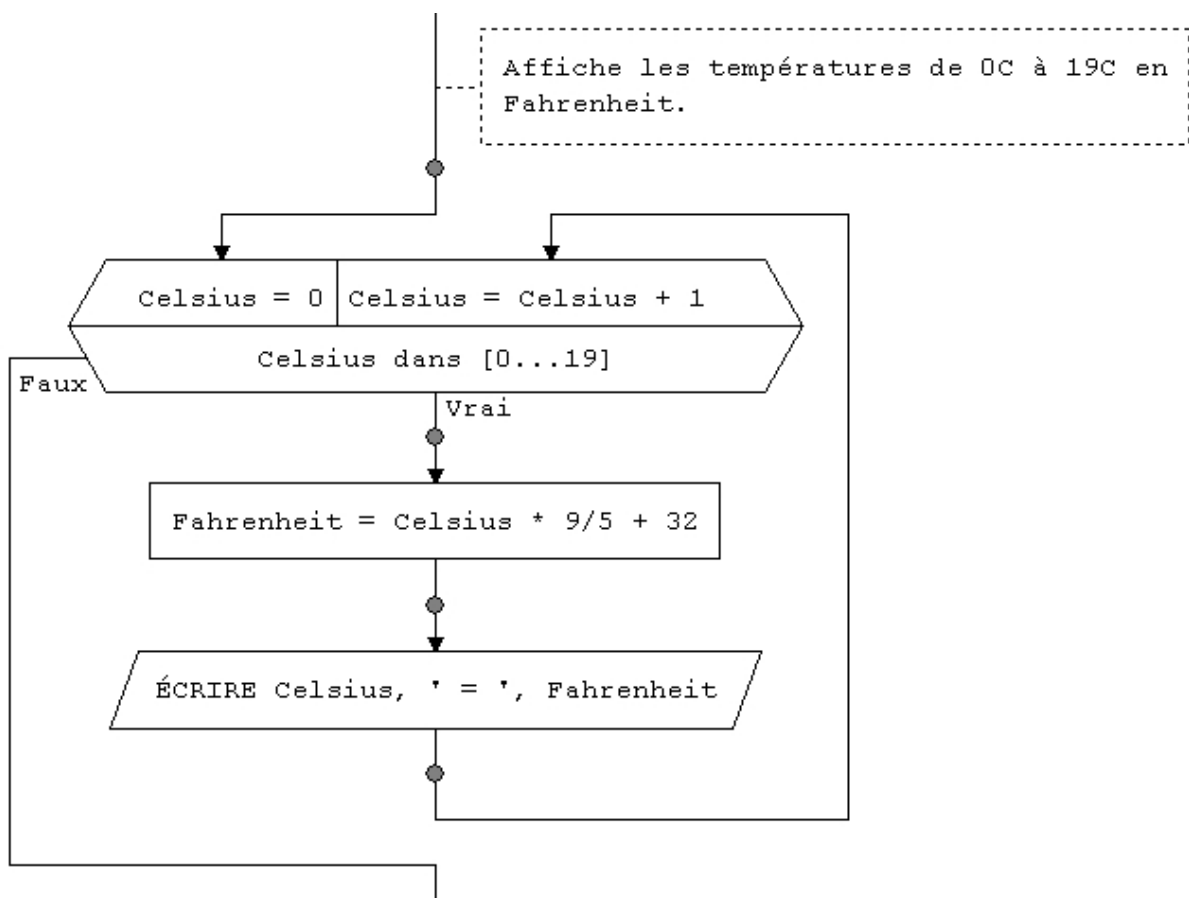 Affiche les températures de 0C à 19C en
Fahrenheit.
Celsius = 0
Celsius = Celsius + 1
Celsius dans [0...19]
Faux
Vrai
Fahrenheit = Celsius * 9/5 + 32
ÉCRIRE Celsius, ' = ', Fahrenheit